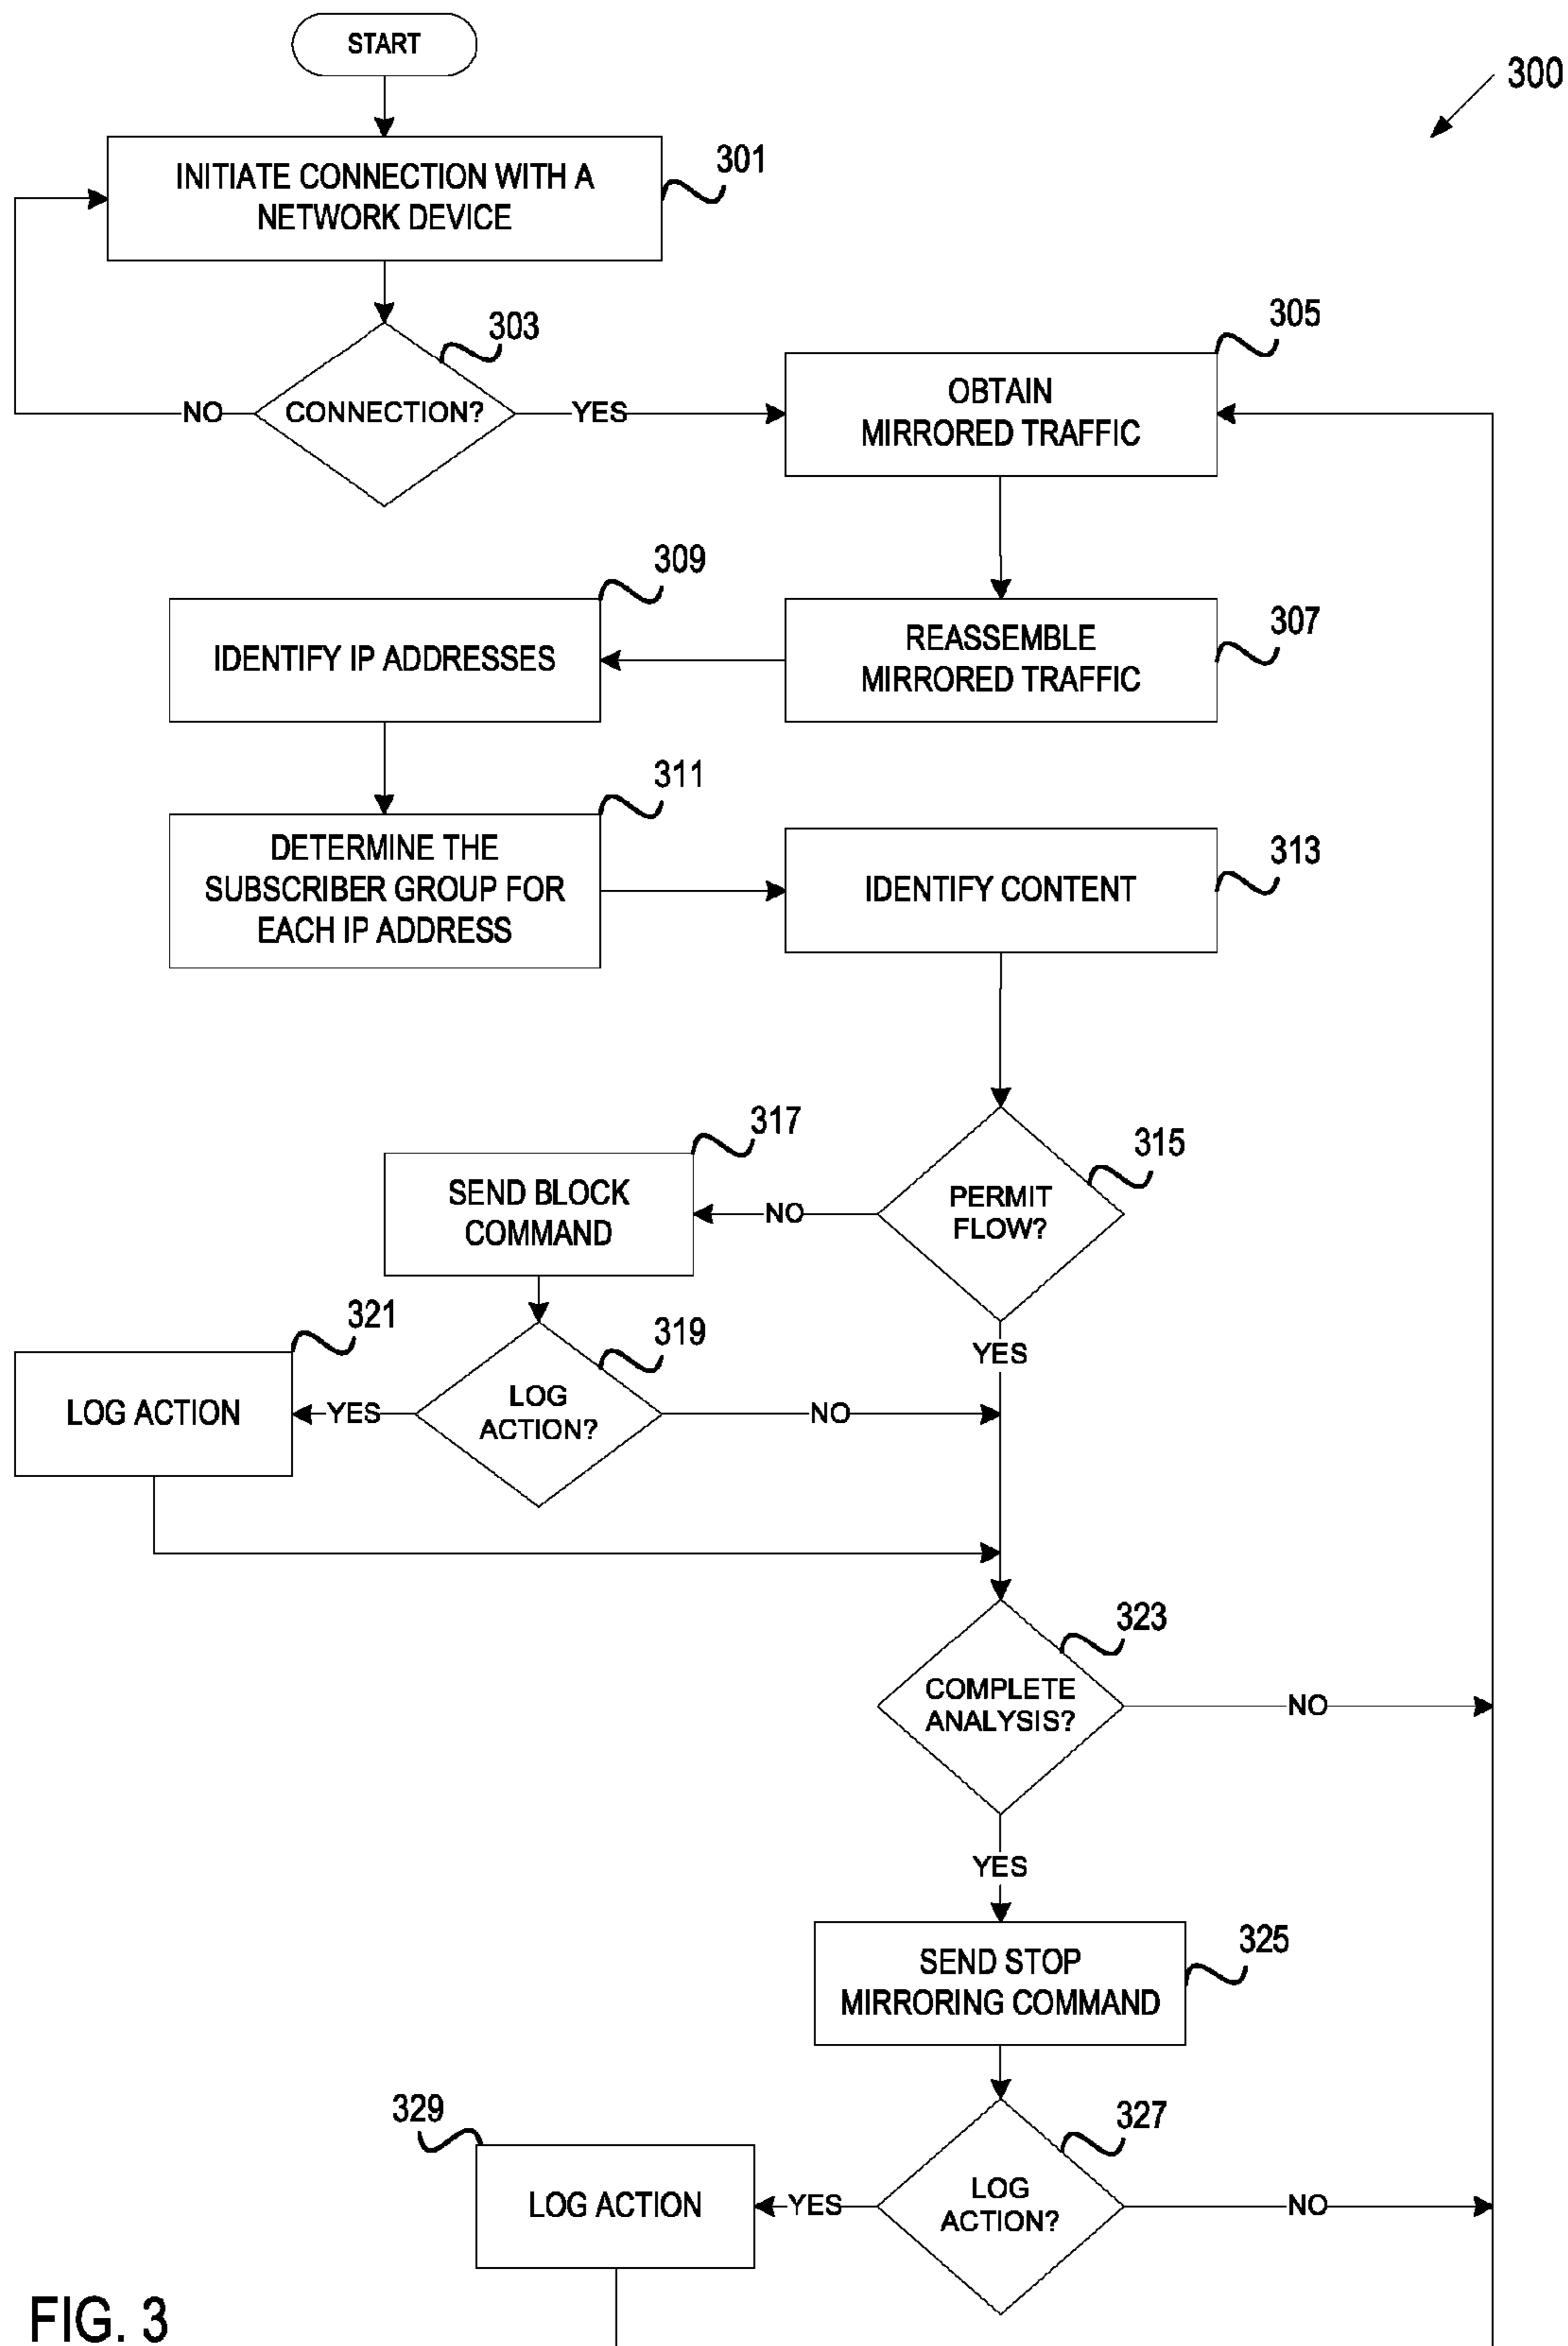 START
300
INITIATE CONNECTION WITH A
NETWORK DEVICE
301
303
CONNECTION?
NO
YES
305
OBTAIN
MIRRORED TRAFFIC
309
IDENTIFY IP ADDRESSES
REASSEMBLE
MIRRORED TRAFFIC
307
311
DETERMINE THE
SUBSCRIBER GROUP FOR
EACH IP ADDRESS
IDENTIFY CONTENT
313
317
SEND BLOCK
COMMAND
NO
PERMIT
FLOW?
315
YES
321
LOG ACTION
YES
319
LOG
ACTION?
NO
323
COMPLETE
ANALYSIS?
NO
YES
SEND STOP
MIRRORING COMMAND
325
329
LOG ACTION
YES
327
LOG
ACTION?
NO
FIG. 3